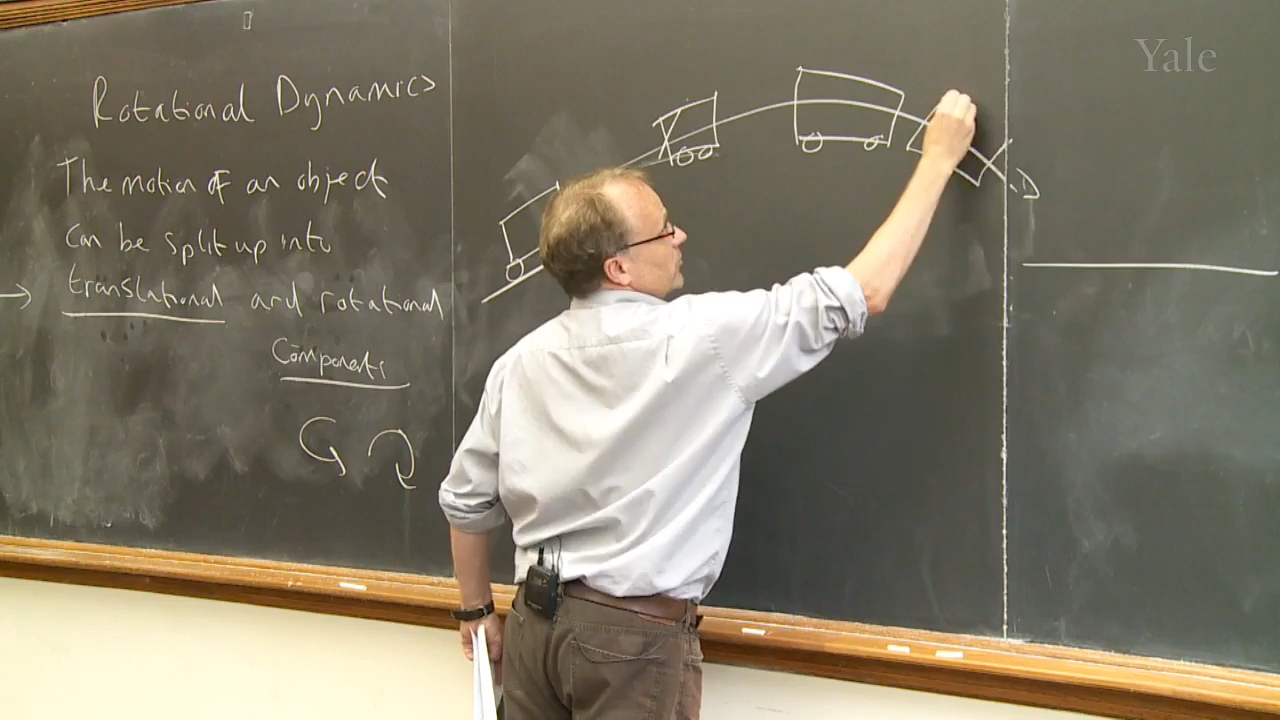 Rotational Dynamics
The motion of an object
Can be split up into
translational and rotational
Components
D
Yale